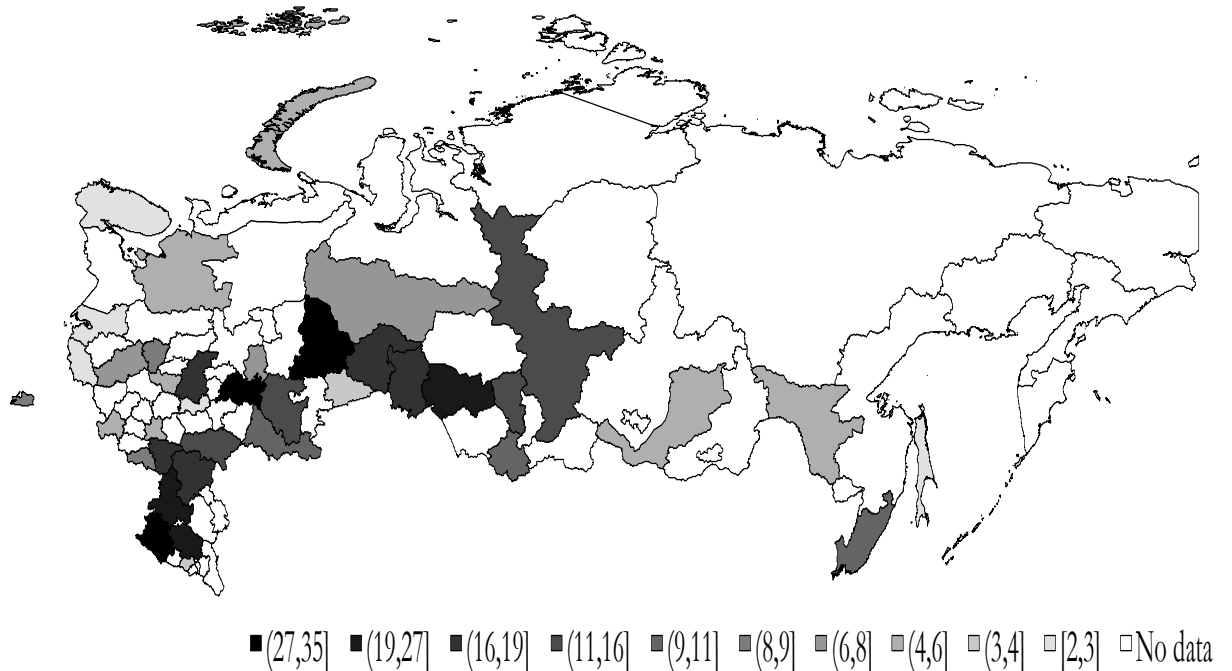 (27,35] (19,27] (16,19] (11,16] (9,11] (8,9] (6,8] (4,6] (3,4] [2,3] No data